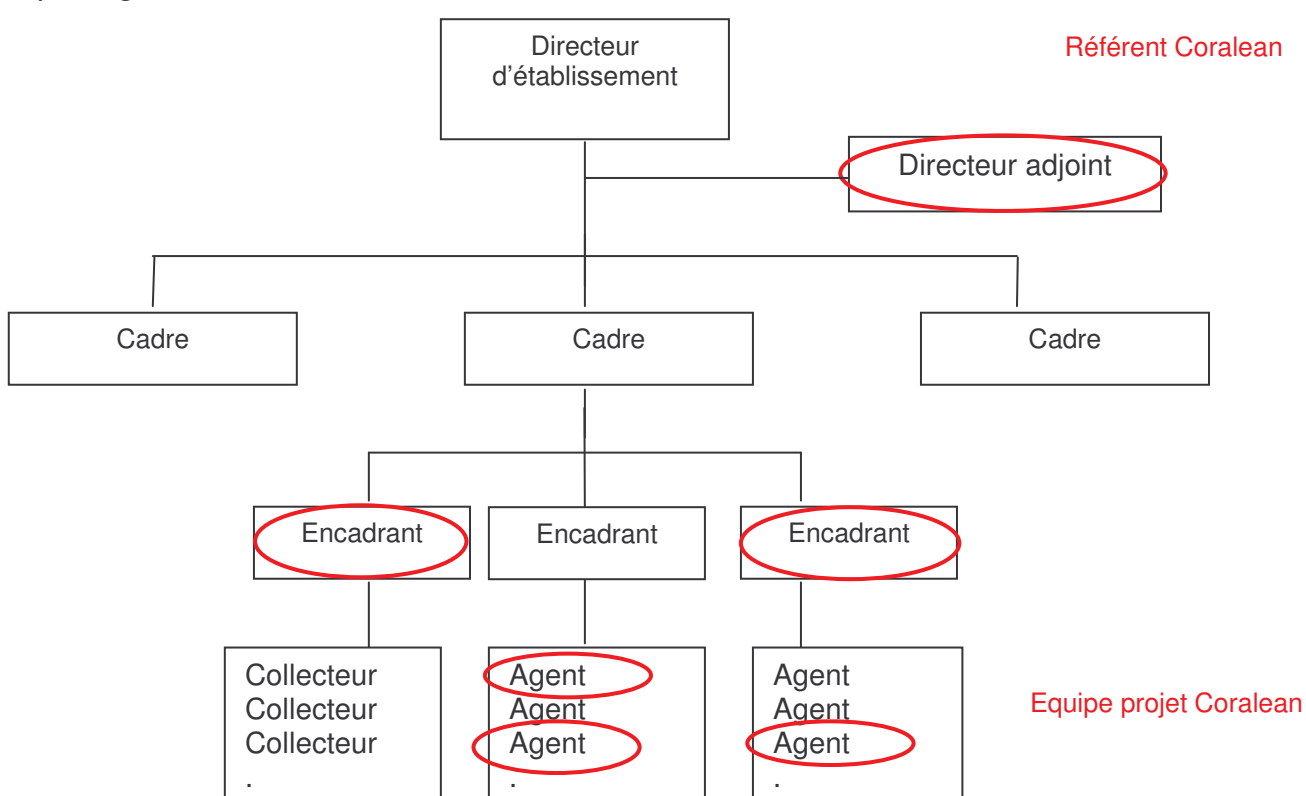 Directeur
d'établissement
Référent Coralean
Directeur adjoint
Cadre
Cadre
Cadre
Encadrant
Encadrant
Encadrant
Collecteur
Collecteur
Collecteur
.
Agent
Agent
Agent
.
Agent
Agent
Agent
.
Equipe projet Coralean